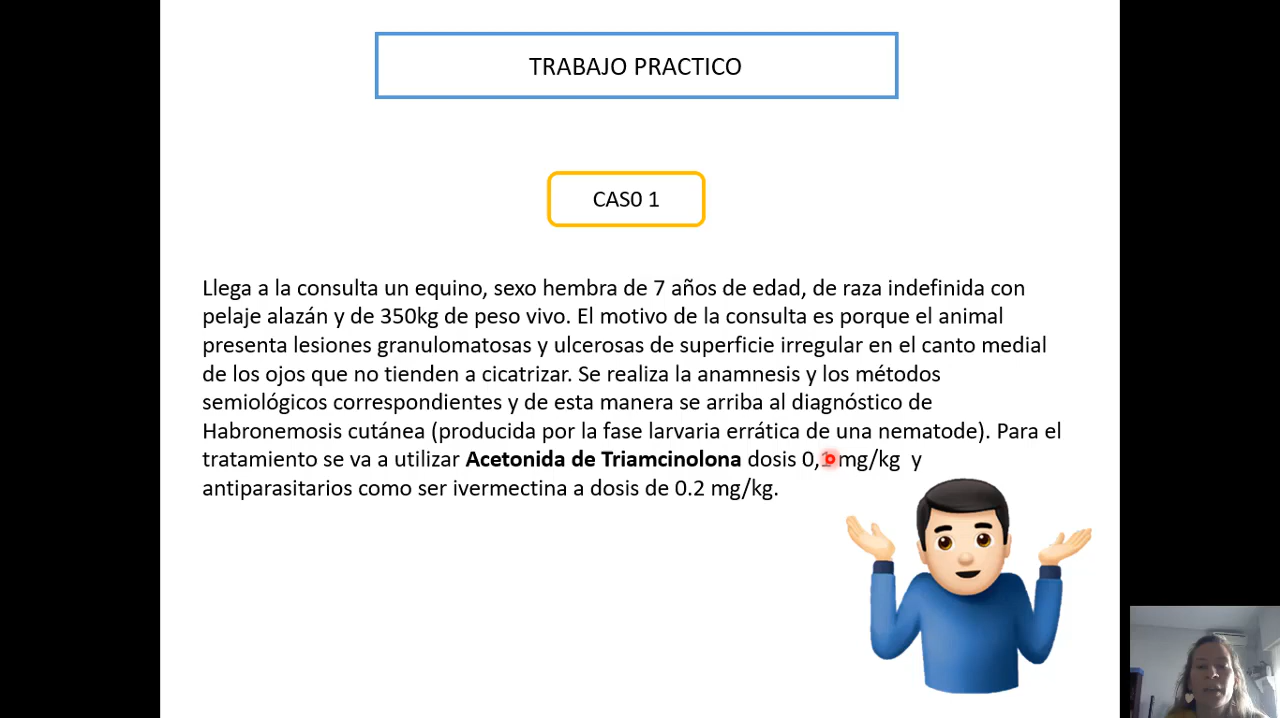 TRABAJO PRACTICO
CAS0 1
Llega a la consulta un equino, sexo hembra de 7 años de edad, de raza indefinida con
pelaje alazán y de 350kg de peso vivo. El motivo de la consulta es porque el animal
presenta lesiones granulomatosas y ulcerosas de superficie irregular en el canto medial
de los ojos que no tienden a cicatrizar. Se realiza la anamnesis y los métodos
semiológicos correspondientes y de esta manera se arriba al diagnóstico de
Habronemosis cutánea (producida por la fase larvaria errática de una nematode). Para el
tratamiento se va a utilizar Acetonida de Triamcinolona dosis mg/kg y
antiparasitarios como ser ivermectina a dosis de 0.2 mg/kg.